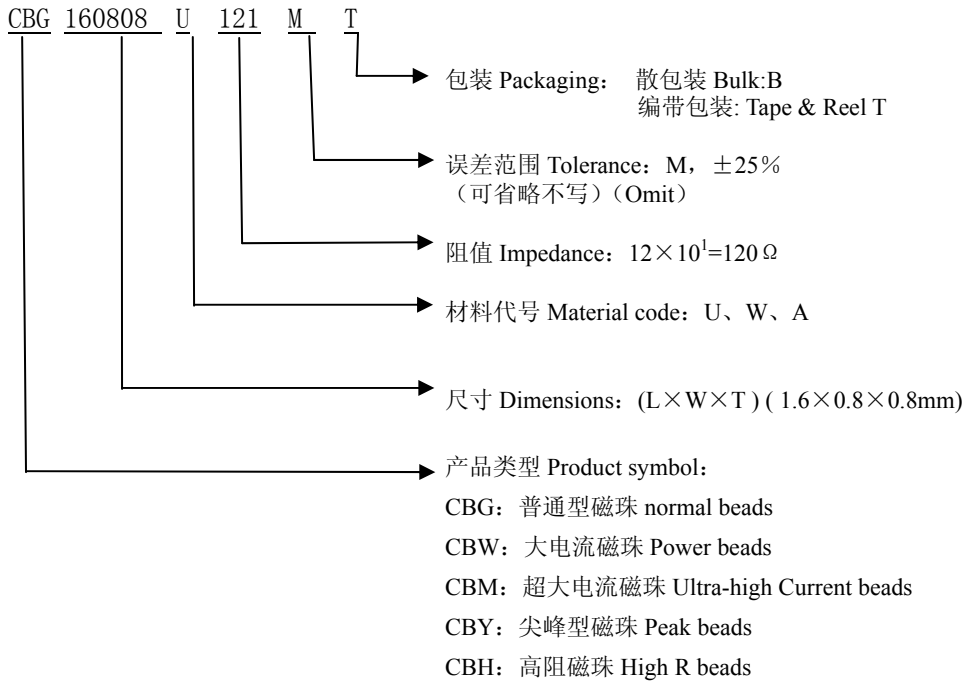 CBG 160808 U 121 M T
包装 Packaging： 散包装 Bulk:B
编带包装: Tape & Reel T
误差范围 Tolerance：M，±25％
（可省略不写）（Omit）
阻值 Impedance：12×10¹=120Ω
材料代号 Material code：U、W、A
尺寸 Dimensions：(L×W×T ) ( 1.6×0.8×0.8mm)
产品类型 Product symbol：
CBG：普通型磁珠 normal beads
CBW：大电流磁珠 Power beads
CBM：超大电流磁珠 Ultra-high Current beads
CBY：尖峰型磁珠 Peak beads
CBH：高阻磁珠 High R beads